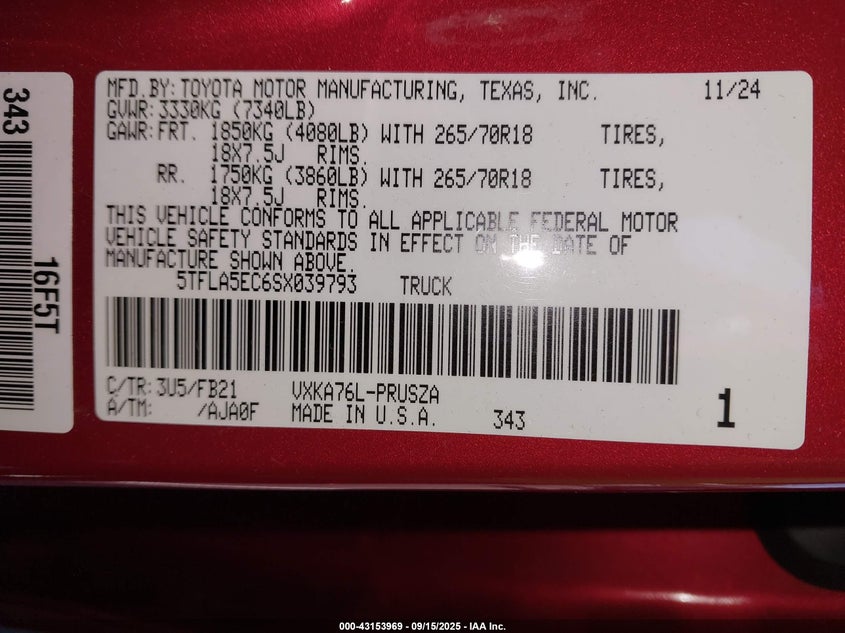 343
16F5T
MFD.BY:TOYOTA MOTOR MANUFACTURING, TEXAS, INC. 11/24
GVWR:3330KG (7340LB)
GAWR:FRT. 1850KG (4080LB) WITH 265/70R18 TIRES,
18X7.5J RIMS.
RR. 1750KG (3860LB) WITH 265/70R18 TIRES,
18X7.5J RIMS.
THIS VEHICLE CONFORMS TO ALL APPLICABLE FEDERAL MOTOR
VEHICLE SAFETY STANDARDS IN EFFECT ON THE DATE OF
MANUFACTURE SHOWN ABOVE.
5TFLA5EC6SX039793 TRUCK
C/TR:3U5/FB21 VXKA76L-PRUSZA
A/TM: /AJA0F MADE IN U.S.A. 343 1
000-43153969 - 09/15/2025 - IAA Inc.